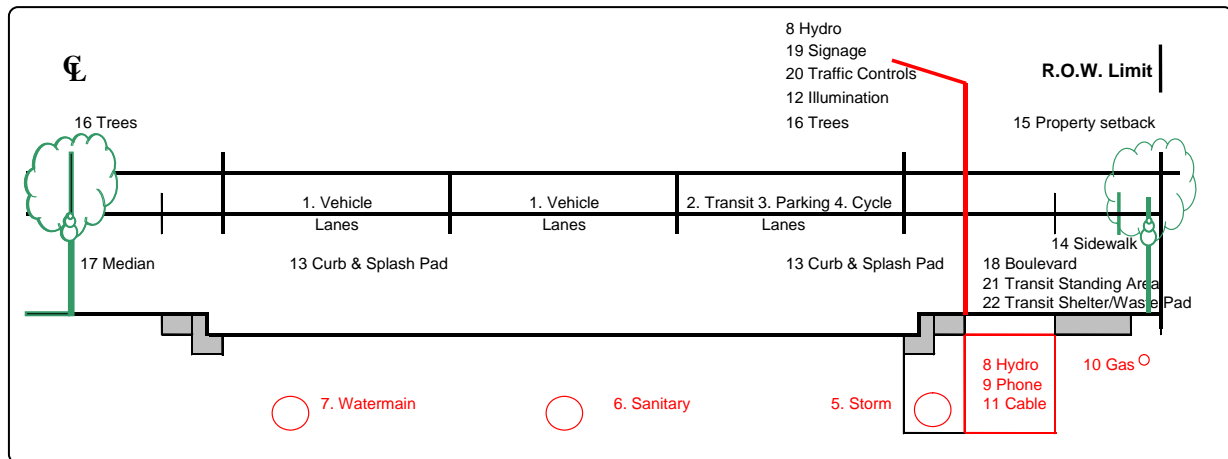 8 Hydro
℄
19 Signage
20 Traffic Controls
R.O.W. Limit
12 Illumination
16 Trees
16 Trees
15 Property setback
1. Vehicle
Lanes
1. Vehicle
Lanes
2. Transit 3. Parking 4. Cycle
Lanes
14 Sidewalk
17 Median
13 Curb & Splash Pad
13 Curb & Splash Pad
18 Boulevard
21 Transit Standing Area
22 Transit Shelter/Waste Pad
7. Watermain
6. Sanitary
5. Storm
8 Hydro
9 Phone
11 Cable
10 Gas